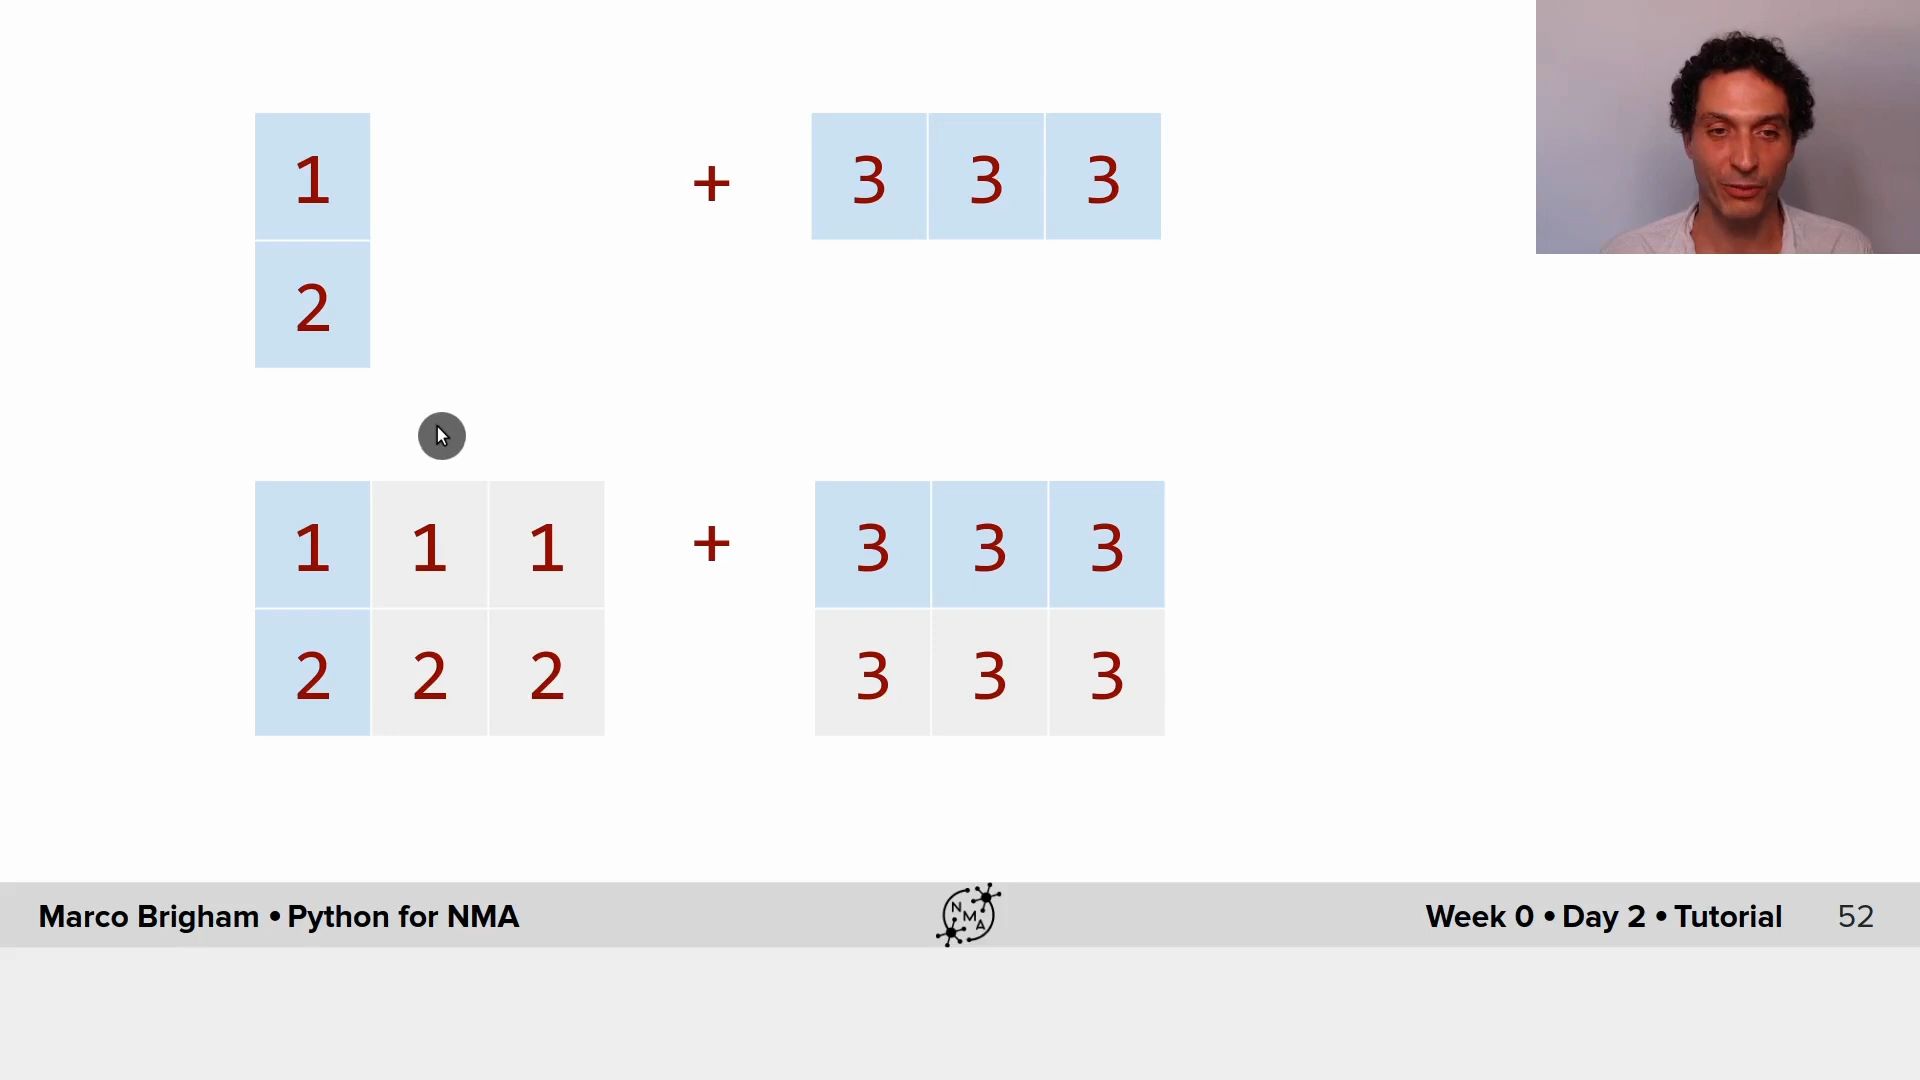 1 + 3 3 3
2
1 1 1 + 3 3 3
2 2 2 3 3 3
Marco Brigham • Python for NMA
N M A
Week 0 • Day 2 • Tutorial 52